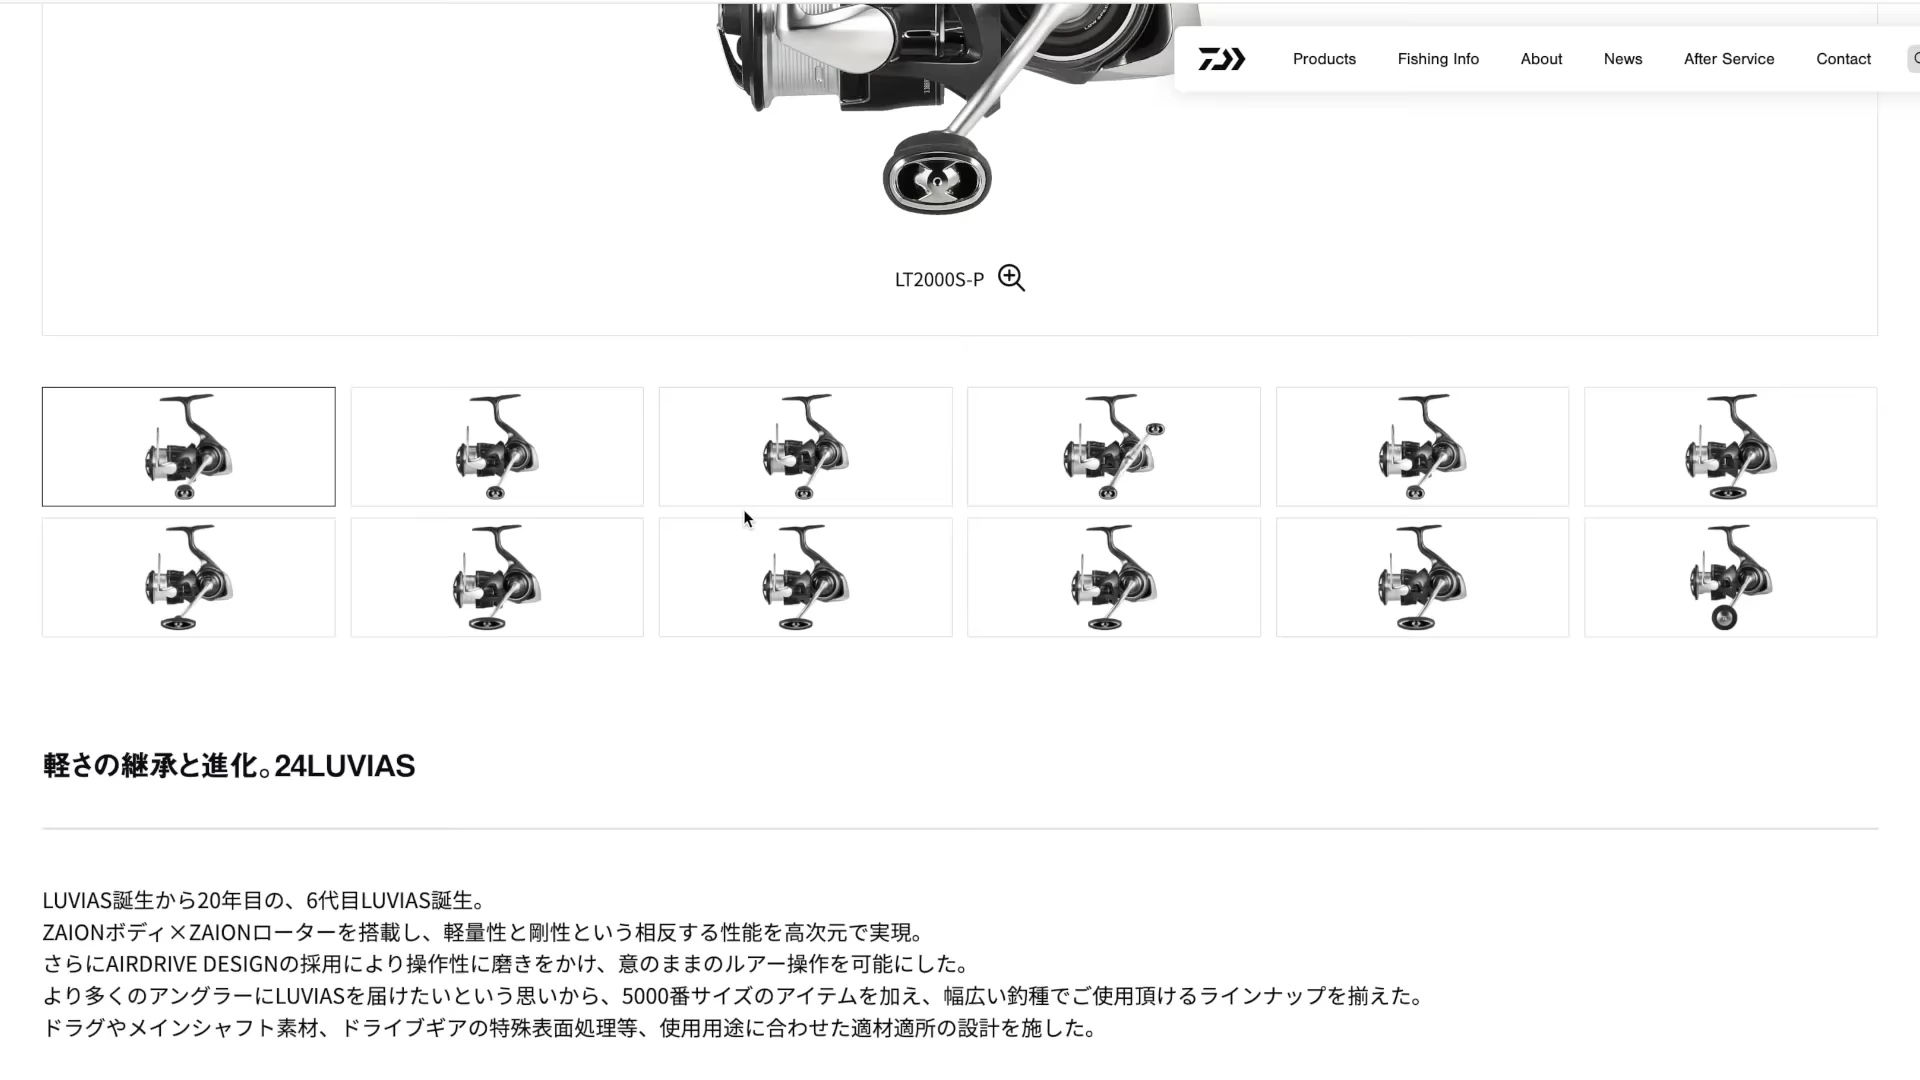 Products Fishing Info About News After Service Contact
LT2000S-P
軽さの継承と進化。24LUVIAS
LUVIAS誕生から20年目の、6代目LUVIAS誕生。
ZAIONボディ×ZAIONローターを搭載し、軽量性と剛性という相反する性能を高次元で実現。
さらにAIRDRIVE DESIGNの採用により操作性に磨きをかけ、意のままのルアー操作を可能にした。
より多くのアングラーにLUVIASを届けたいという思いから、5000番サイズのアイテムを加え、幅広い釣種でご使用頂けるラインナップを揃えた。
ドラグやメインシャフト素材、ドライブギアの特殊表面処理等、使用用途に合わせた適材適所の設計を施した。